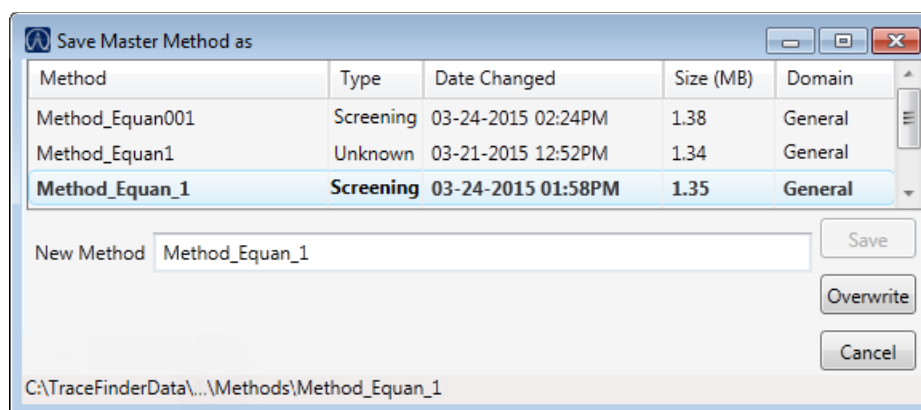 Save Master Method as
Method Type Date Changed Size (MB) Domain
Method_Equan001 Screening 03-24-2015 02:24PM 1.38 General
Method_Equan1 Unknown 03-21-2015 12:52PM 1.34 General
Method_Equan_1 Screening 03-24-2015 01:58PM 1.35 General
New Method Method_Equan_1 Save
Overwrite
Cancel
C:\TraceFinderData\...\Methods\Method_Equan_1